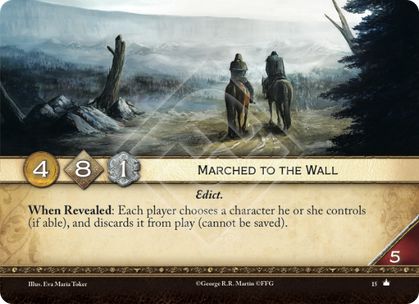 4 8 1 MARCHED TO THE WALL
Edict.
When Revealed: Each player chooses a character he or she controls
(if able), and discards it from play (cannot be saved).
5
Illus. Eva Maria Toker ©George R.R. Martin ©FFG 15